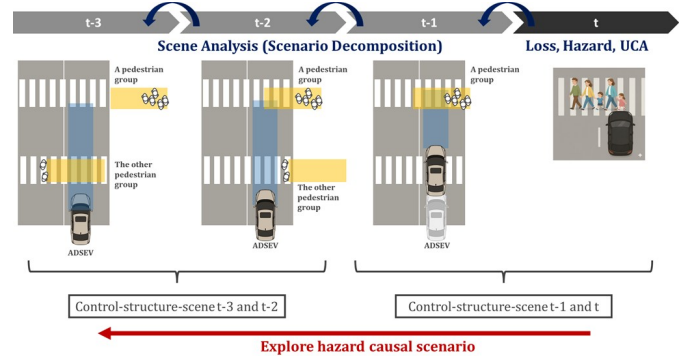 t-3
t-2
t-1
t
Scene Analysis (Scenario Decomposition)
Loss, Hazard, UCA
A pedestrian
group
The other
pedestrian
group
ADSEV
A pedestrian
group
The other
pedestrian
group
ADSEV
A pedestrian
group
ADSEV
Control-structure-scene t-3 and t-2
Control-structure-scene t-1 and t
Explore hazard causal scenario